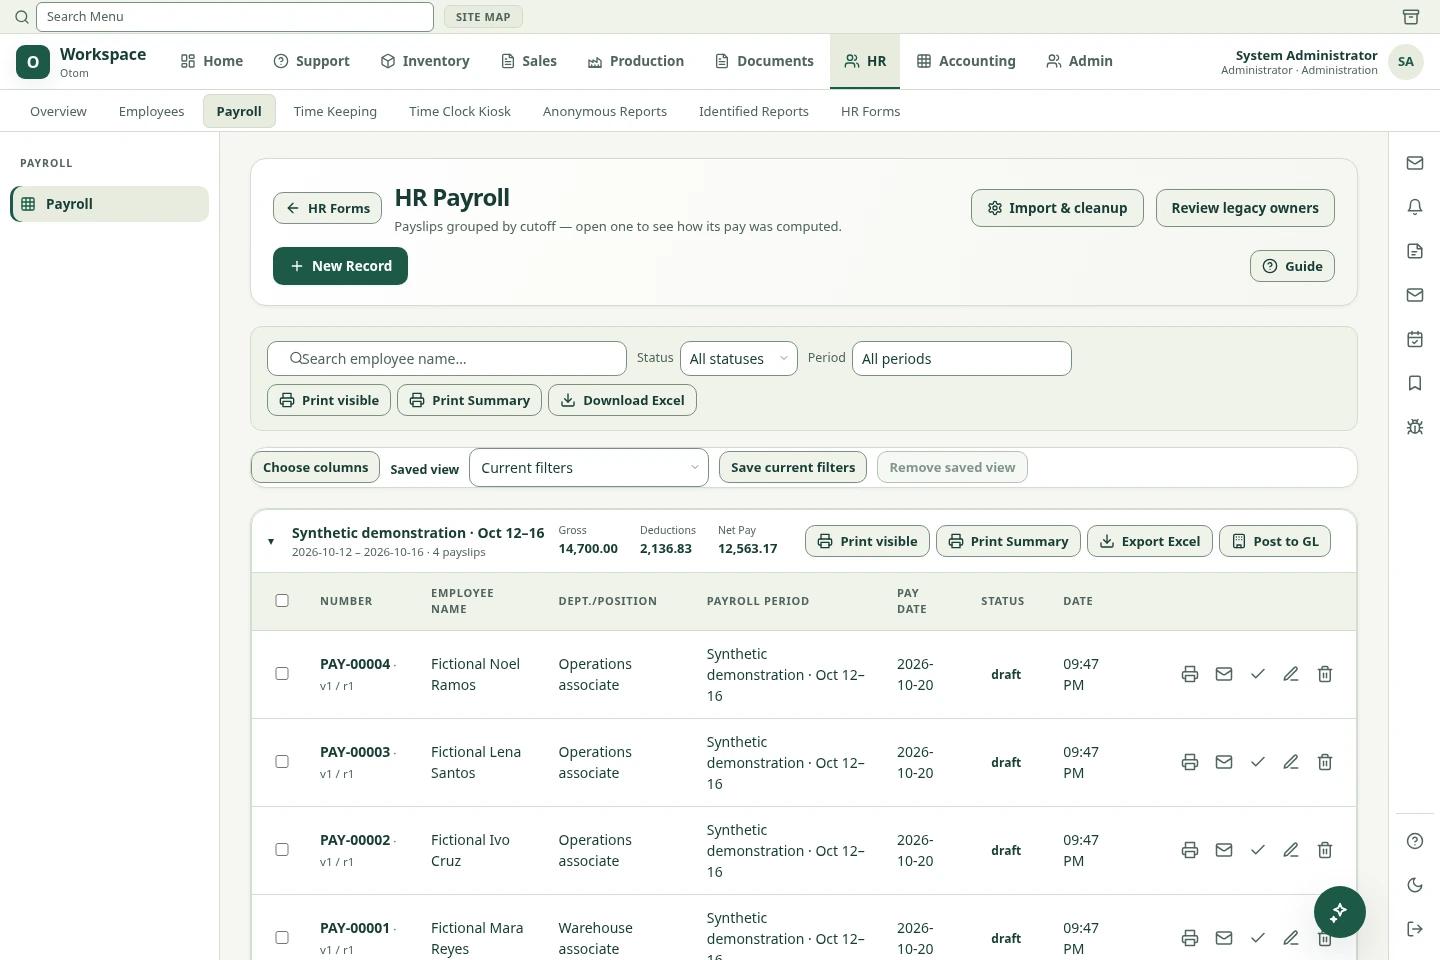 Search Menu
SITE MAP
O
Workspace
Otom
Home
Support
Inventory
Sales
Production
Documents
HR
Accounting
Admin
System Administrator
Administrator · Administration
SA
Overview
Employees
Payroll
Time Keeping
Time Clock Kiosk
Anonymous Reports
Identified Reports
HR Forms
PAYROLL
Payroll
HR Forms
HR Payroll
Payslips grouped by cutoff — open one to see how its pay was computed.
Import & cleanup
Review legacy owners
New Record
Guide
Search employee name...
Status
All statuses
Period
All periods
Print visible
Print Summary
Download Excel
Choose columns
Saved view
Current filters
Save current filters
Remove saved view
Synthetic demonstration · Oct 12–16
2026-10-12 – 2026-10-16 · 4 payslips
Gross
14,700.00
Deductions
2,136.83
Net Pay
12,563.17
Print visible
Print Summary
Export Excel
Post to GL
NUMBER
EMPLOYEE
NAME
DEPT./POSITION
PAYROLL PERIOD
PAY
DATE
STATUS
DATE
PAY-00004 ·
v1 / r1
Fictional Noel
Ramos
Operations
associate
Synthetic
demonstration · Oct 12–
16
2026-
10-20
draft
09:47
PM
PAY-00003 ·
v1 / r1
Fictional Lena
Santos
Operations
associate
Synthetic
demonstration · Oct 12–
16
2026-
10-20
draft
09:47
PM
PAY-00002 ·
v1 / r1
Fictional Ivo
Cruz
Operations
associate
Synthetic
demonstration · Oct 12–
16
2026-
10-20
draft
09:47
PM
PAY-00001 ·
v1 / r1
Fictional Mara
Reyes
Warehouse
associate
Synthetic
demonstration · Oct 12–
16
2026-
10-20
draft
09:47
PM